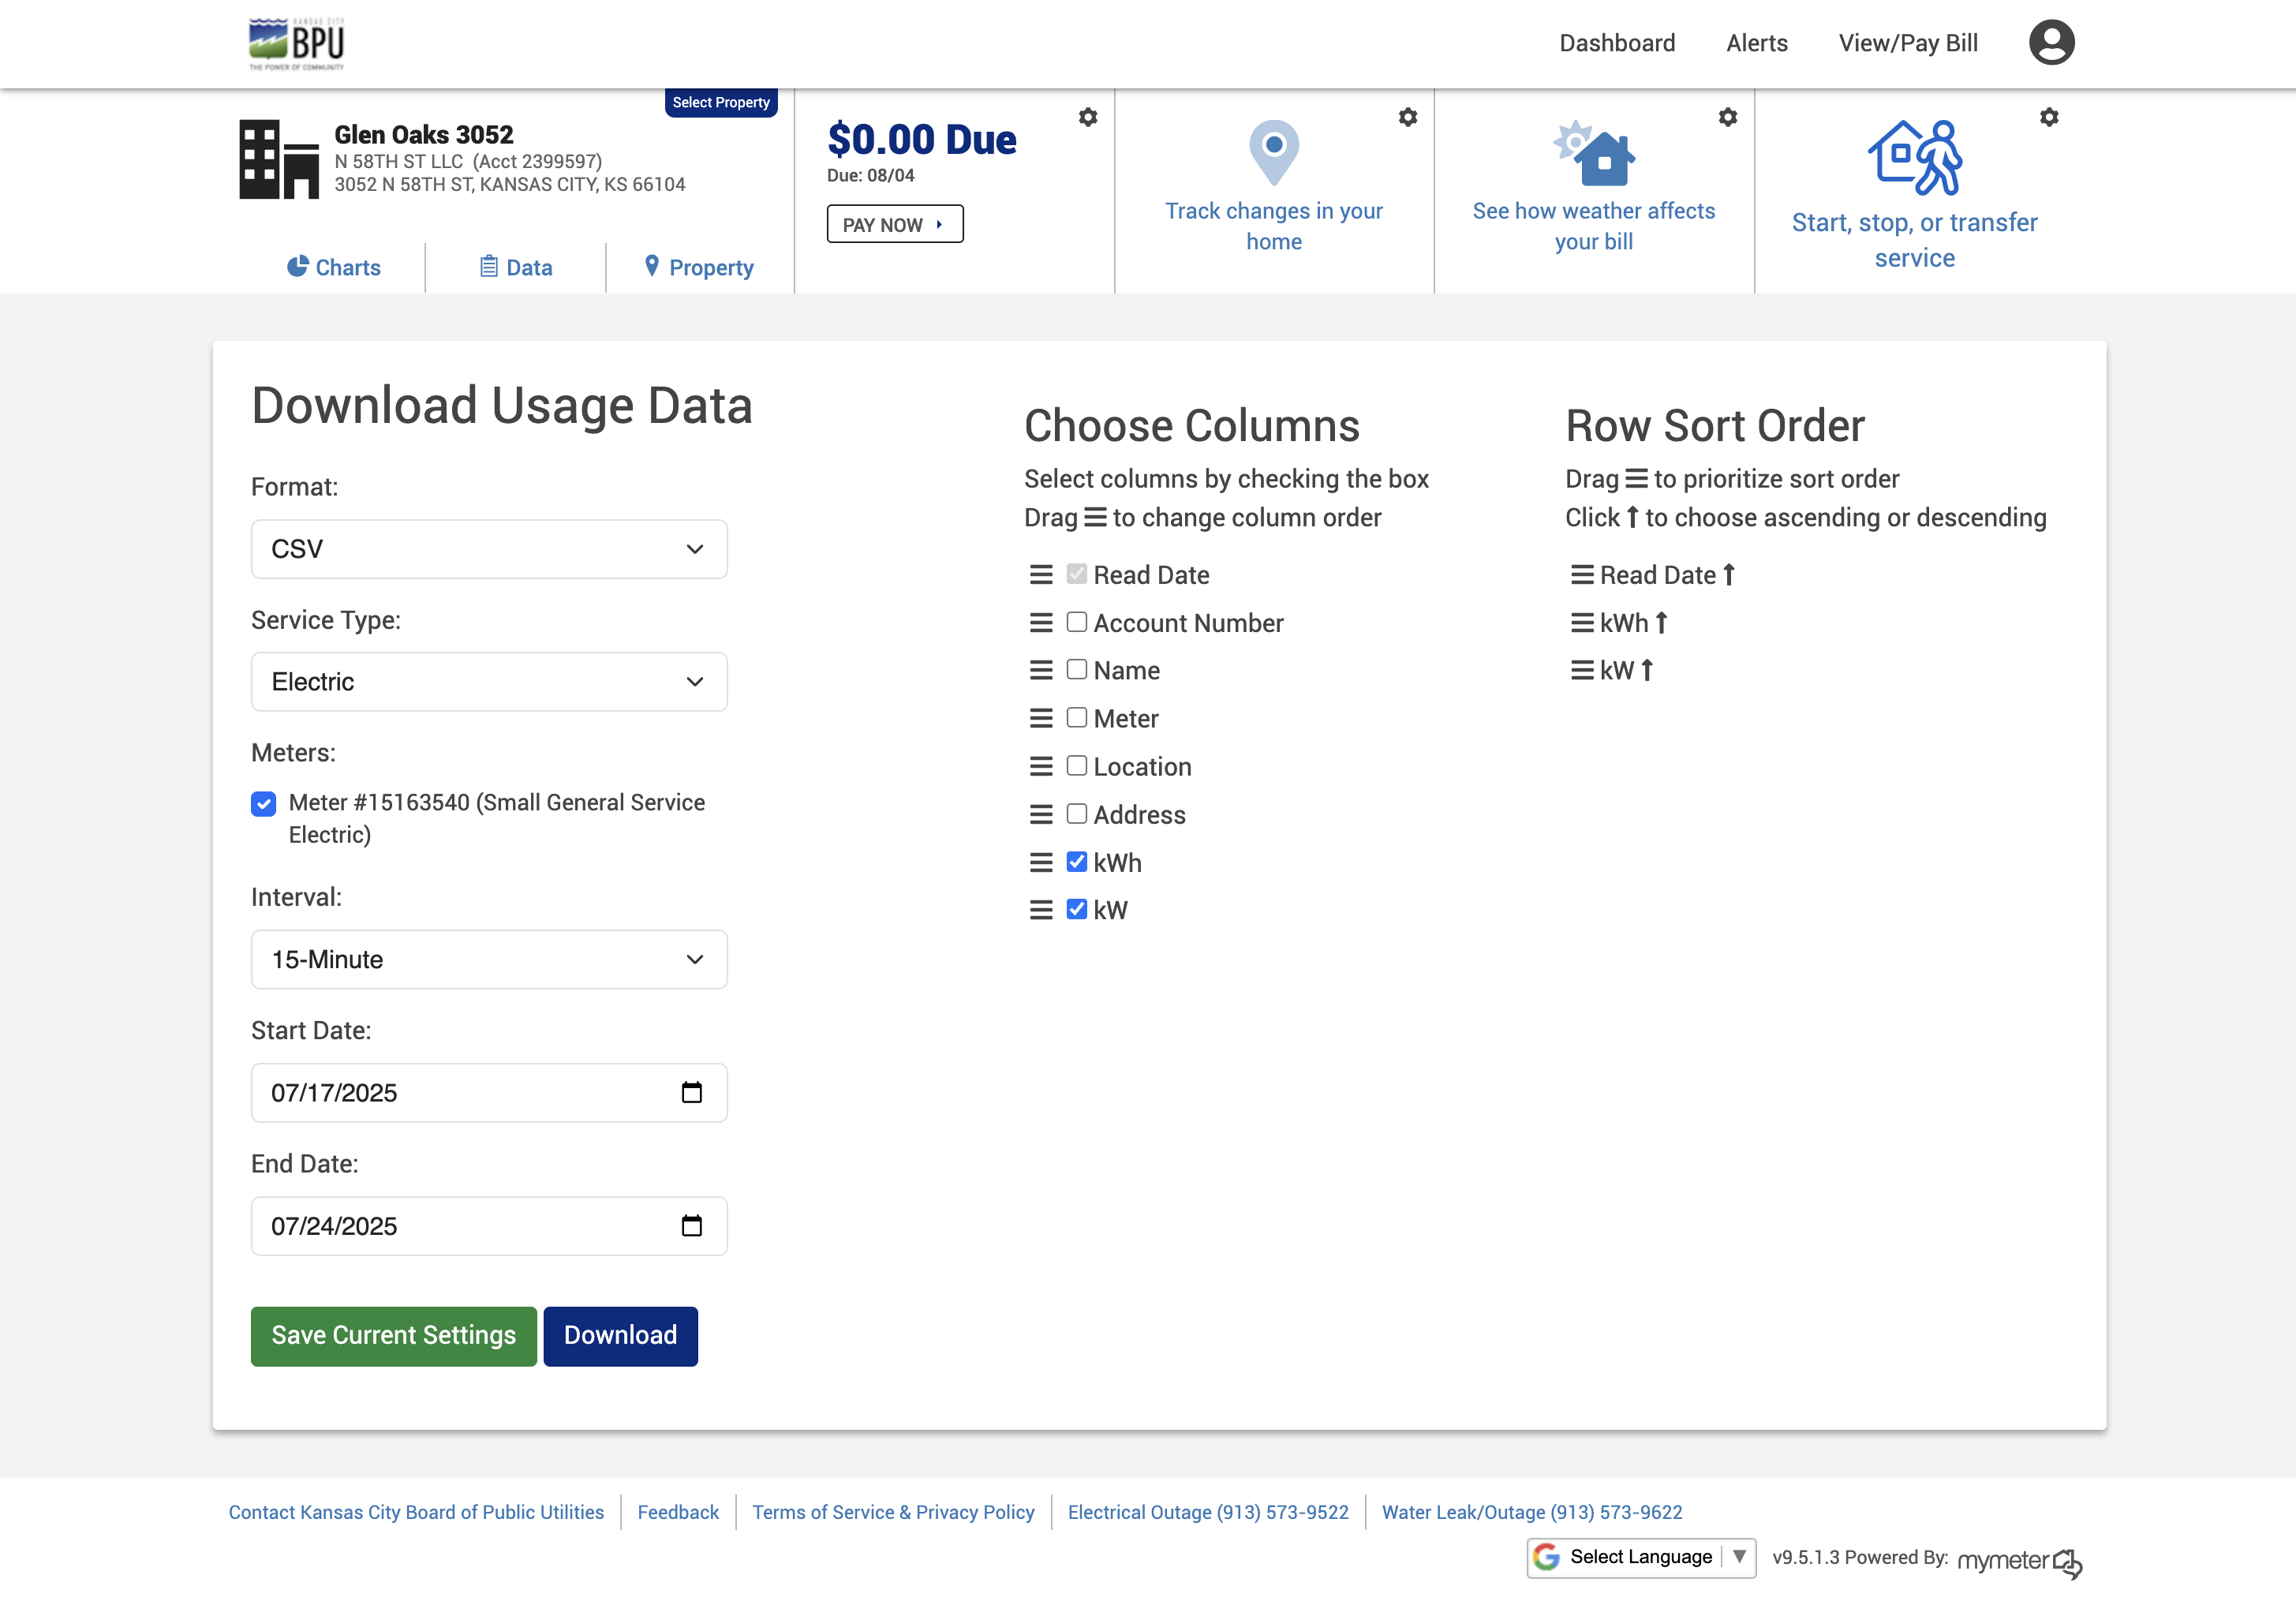 KANSAS CITY
BPU
THE POWER OF COMMUNITY
Dashboard
Alerts
View/Pay Bill
Select Property
Glen Oaks 3052
N 58TH ST LLC (Acct 2399597)
3052 N 58TH ST, KANSAS CITY, KS 66104
Charts
Data
Property
$0.00 Due
Due: 08/04
PAY NOW
Track changes in your
home
See how weather affects
your bill
Start, stop, or transfer
service
Download Usage Data
Format:
CSV
Service Type:
Electric
Meters:
Meter #15163540 (Small General Service
Electric)
Interval:
15-Minute
Start Date:
07/17/2025
End Date:
07/24/2025
Save Current Settings
Download
Choose Columns
Select columns by checking the box
Drag to change column order
Read Date
Account Number
Name
Meter
Location
Address
kWh
kW
Row Sort Order
Drag to prioritize sort order
Click to choose ascending or descending
Read Date
kWh
kW
Contact Kansas City Board of Public Utilities
Feedback
Terms of Service & Privacy Policy
Electrical Outage (913) 573-9522
Water Leak/Outage (913) 573-9622
Select Language
v9.5.1.3 Powered By: mymeter